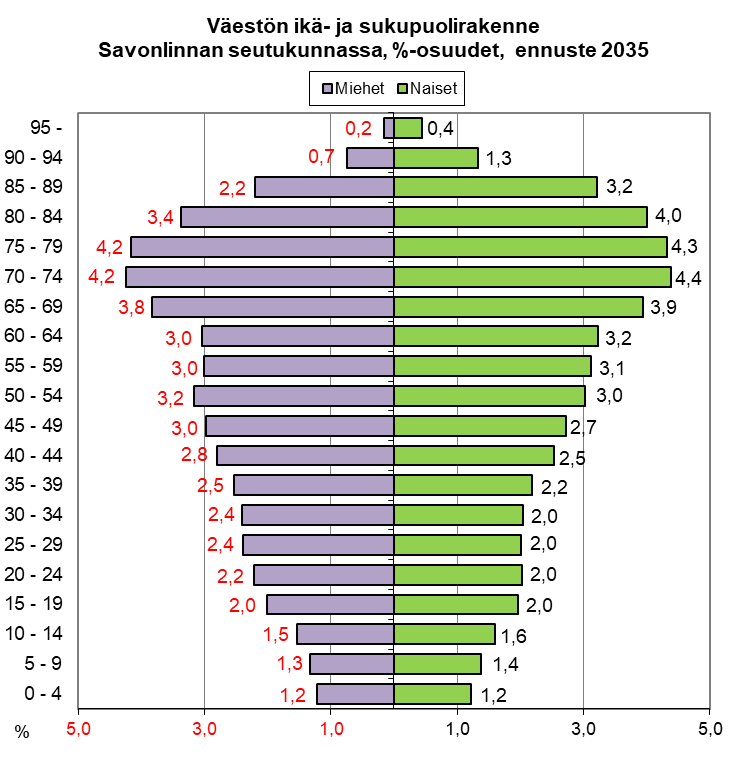 Väestön ikä- ja sukupuolirakenne
Savonlinnan seutukunnassa, %-osuudet, ennuste 2035
Miehet Naiset
95 - 0,2 0,4
90 - 94 0,7 1,3
85 - 89 2,2 3,2
80 - 84 3,4 4,0
75 - 79 4,2 4,3
70 - 74 4,2 4,4
65 - 69 3,8 3,9
60 - 64 3,0 3,2
55 - 59 3,0 3,1
50 - 54 3,2 3,0
45 - 49 3,0 2,7
40 - 44 2,8 2,5
35 - 39 2,5 2,2
30 - 34 2,4 2,0
25 - 29 2,4 2,0
20 - 24 2,2 2,0
15 - 19 2,0 2,0
10 - 14 1,5 1,6
5 - 9 1,3 1,4
0 - 4 1,2 1,2
% 5,0 3,0 1,0 1,0 3,0 5,0